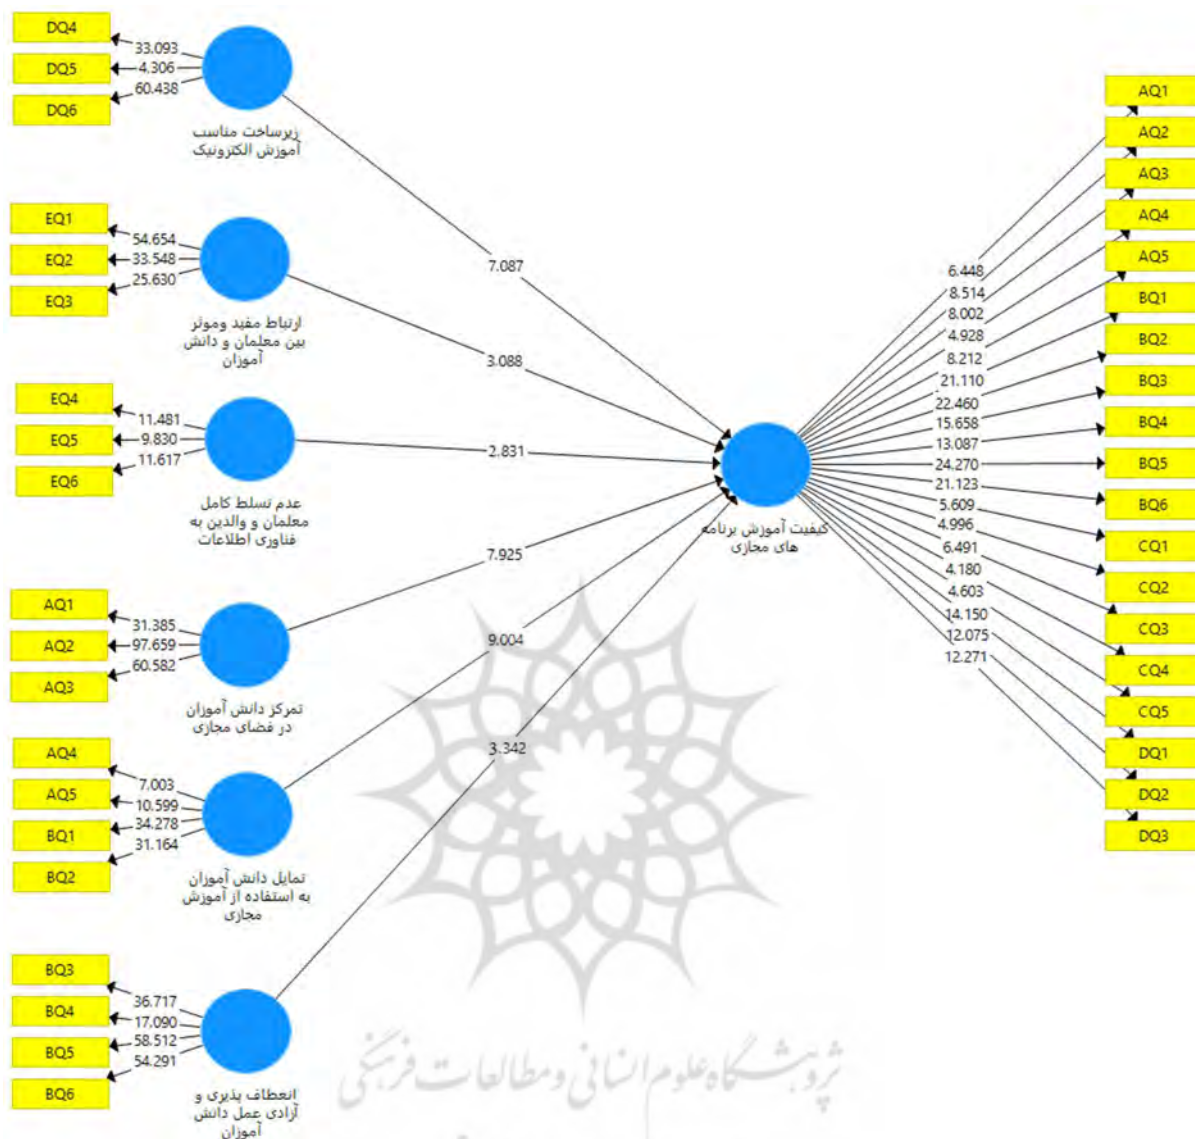 DQ4
33.093
DQ5
4.306
DQ6
60.438
زیرساخت مناسب
آموزش الکترونیک
7.087
EQ1
54.654
EQ2
33.548
EQ3
25.630
ارتباط مفید وموثر
بین معلمان و دانش
آموزان
3.088
EQ4
11.481
EQ5
9.830
EQ6
11.617
عدم تسلط کامل
معلمان و والدین به
فناوری اطلاعات
2.831
AQ1
31.385
AQ2
97.659
AQ3
60.582
تمرکز دانش آموزان
در فضای مجازی
7.925
AQ4
7.003
AQ5
10.599
BQ1
34.278
BQ2
31.164
تمایل دانش آموزان
به استفاده از آموزش
مجازی
9.004
BQ3
36.717
BQ4
17.090
BQ5
58.512
BQ6
54.291
انعطاف پذیری و
آزادی عمل دانش
آموزان
3.342
کیفیت آموزش برنامه
های مجازی
6.448
8.514
8.002
4.928
8.212
21.110
22.460
15.658
13.087
24.270
21.123
5.609
4.996
6.491
4.180
4.603
14.150
12.075
12.271
AQ1
AQ2
AQ3
AQ4
AQ5
BQ1
BQ2
BQ3
BQ4
BQ5
BQ6
CQ1
CQ2
CQ3
CQ4
CQ5
DQ1
DQ2
DQ3
پژوهشگاه علوم انسانی و مطالعات فرهنگی